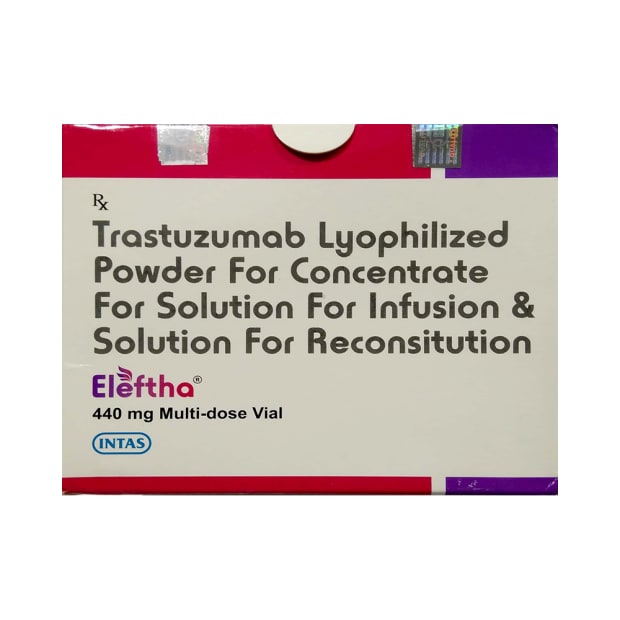 Rx
Trastuzumab Lyophilized
Powder For Concentrate
For Solution For Infusion &
Solution For Reconsitution
Eleftha®
440 mg Multi-dose Vial
INTAS